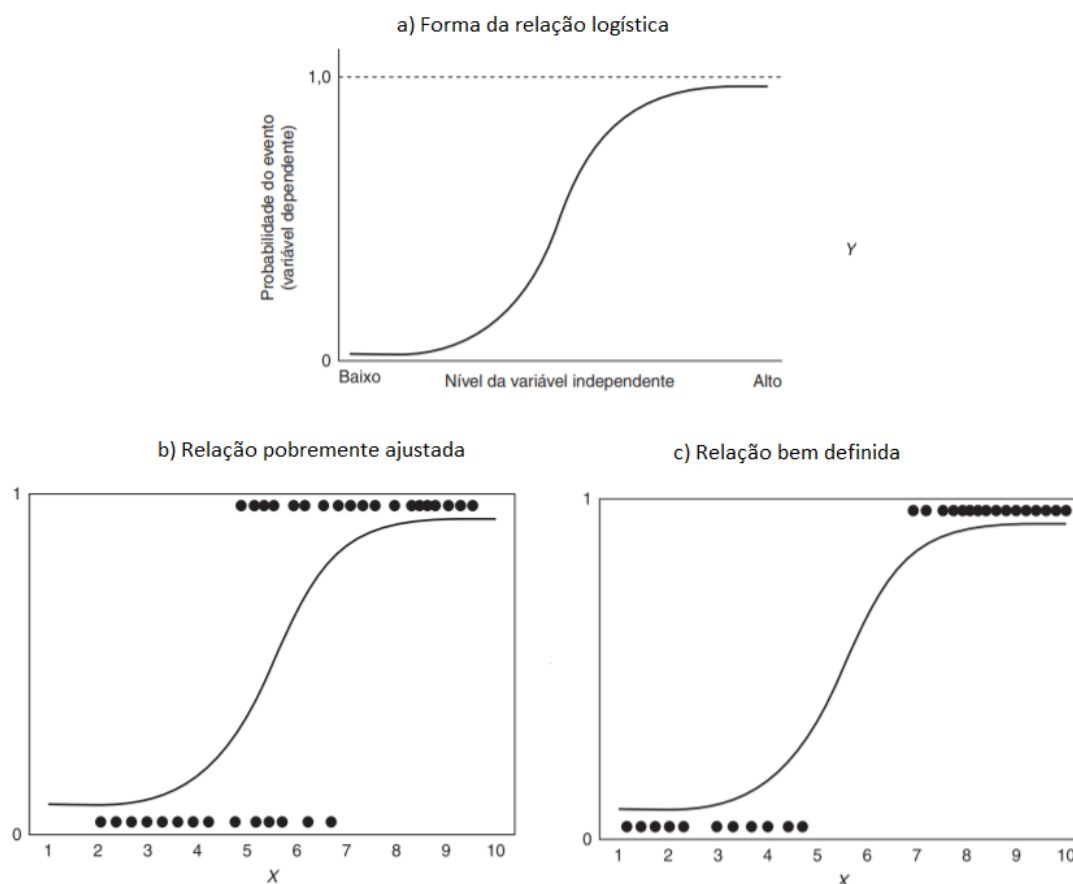 a) Forma da relação logística
1,0
Probabilidade do evento
(variável dependente)
Y
0
Baixo
Nível da variável independente
Alto
b) Relação pobremente ajustada
1
0
1 2 3 4 5 6 7 8 9 10
X
c) Relação bem definida
1
0
1 2 3 4 5 6 7 8 9 10
X